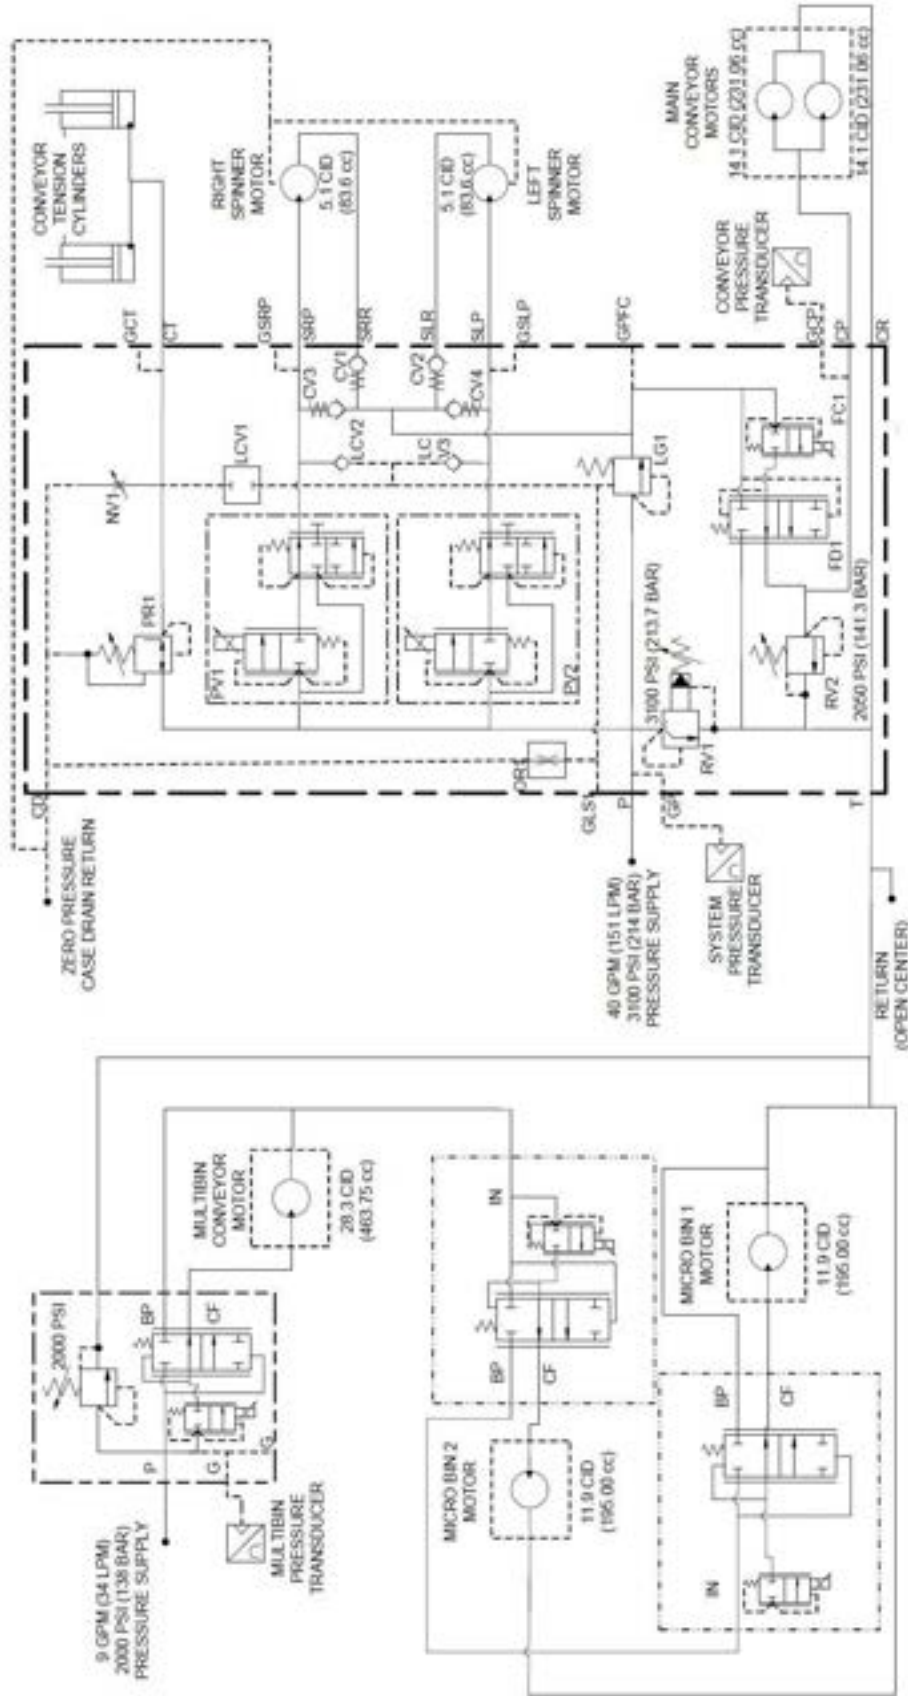 9 GPM (34 LPM)
2000 PSI (138 BAR)
PRESSURE SUPPLY
P
G
G
2000 PSI
BP
CF
MULTIBIN
PRESSURE
TRANSDUCER
MULTIBIN
CONVEYOR
MOTOR
28.3 CID
(463.75 cc)
MICRO BIN 2
MOTOR
11.9 CID
(195.00 cc)
BP
CF
IN
IN
BP
CF
MICRO BIN 1
MOTOR
11.9 CID
(195.00 cc)
RETURN
(OPEN CENTER)
ZERO PRESSURE
CASE DRAIN RETURN
CD
40 GPM (151 LPM)
3100 PSI (214 BAR)
PRESSURE SUPPLY
SYSTEM
PRESSURE
TRANSDUCER
GLS
P
GP
T
OR1
PR1
NV1
LCV1
PV1
PV2
LCV2
LC
V3
CV3
CV1
CV2
CV4
LG1
3100 PSI (213.7 BAR)
RV1
RV2
2050 PSI (141.3 BAR)
FD1
FC1
GCT
CT
GSRP
SRP
SRR
SLR
SLP
GSLP
GPFC
GCP
CP
CR
CONVEYOR
TENSION
CYLINDERS
RIGHT
SPINNER
MOTOR
5.1 CID
(83.6 cc)
5.1 CID
(83.6 cc)
LEFT
SPINNER
MOTOR
CONVEYOR
PRESSURE
TRANSDUCER
MAIN
CONVEYOR
MOTORS
14.1 CID (231.06 cc)
14.1 CID (231.06 cc)